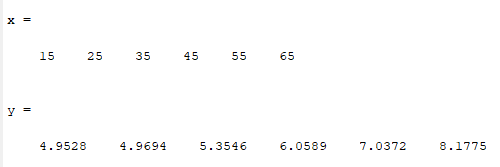 x =
15 25 35 45 55 65
y =
4.9528 4.9694 5.3546 6.0589 7.0372 8.1775